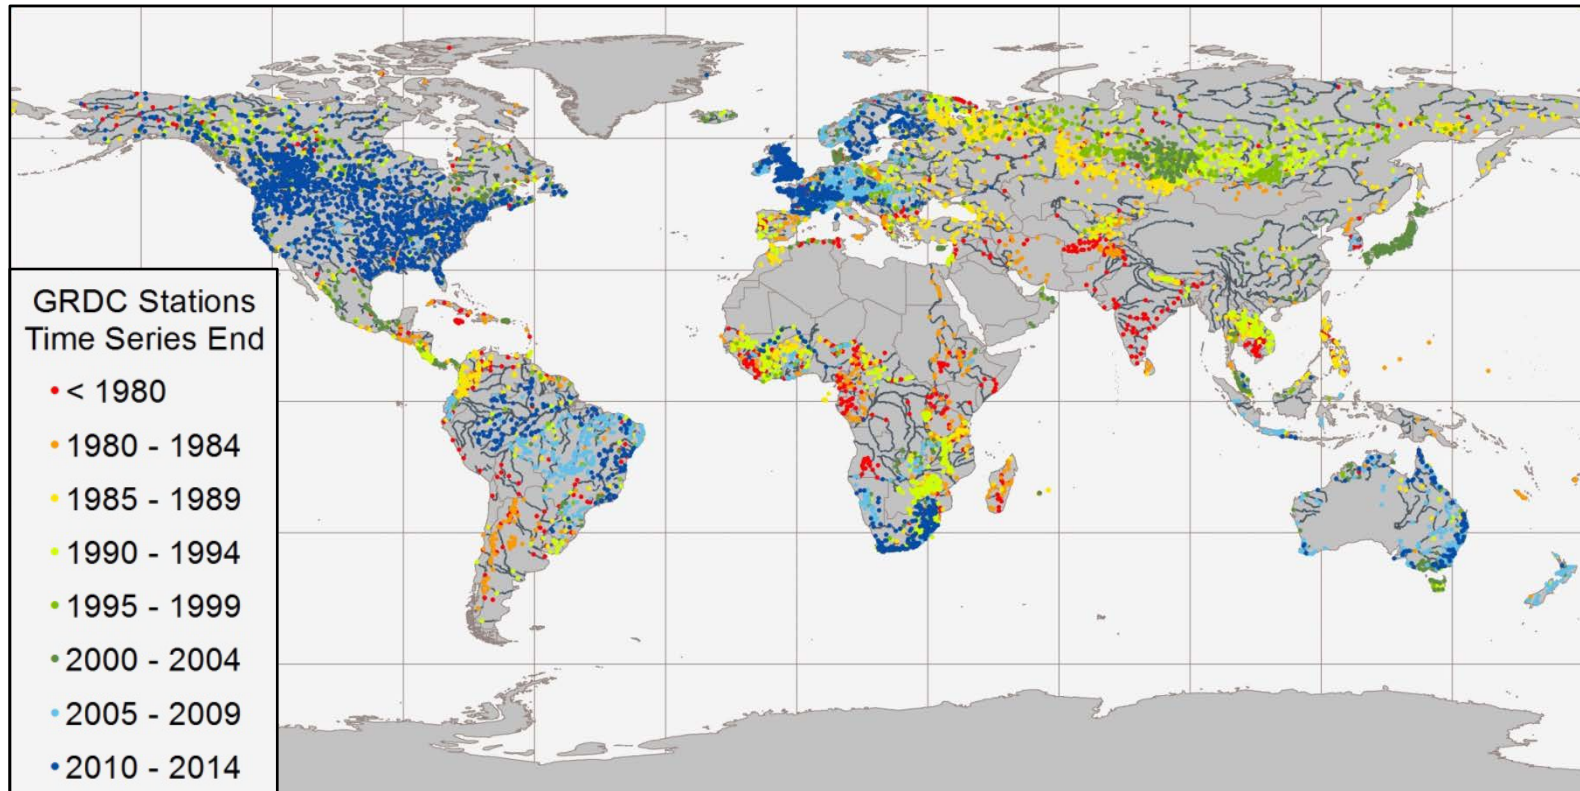 GRDC Stations
Time Series End
< 1980
1980 - 1984
1985 - 1989
1990 - 1994
1995 - 1999
2000 - 2004
2005 - 2009
2010 - 2014